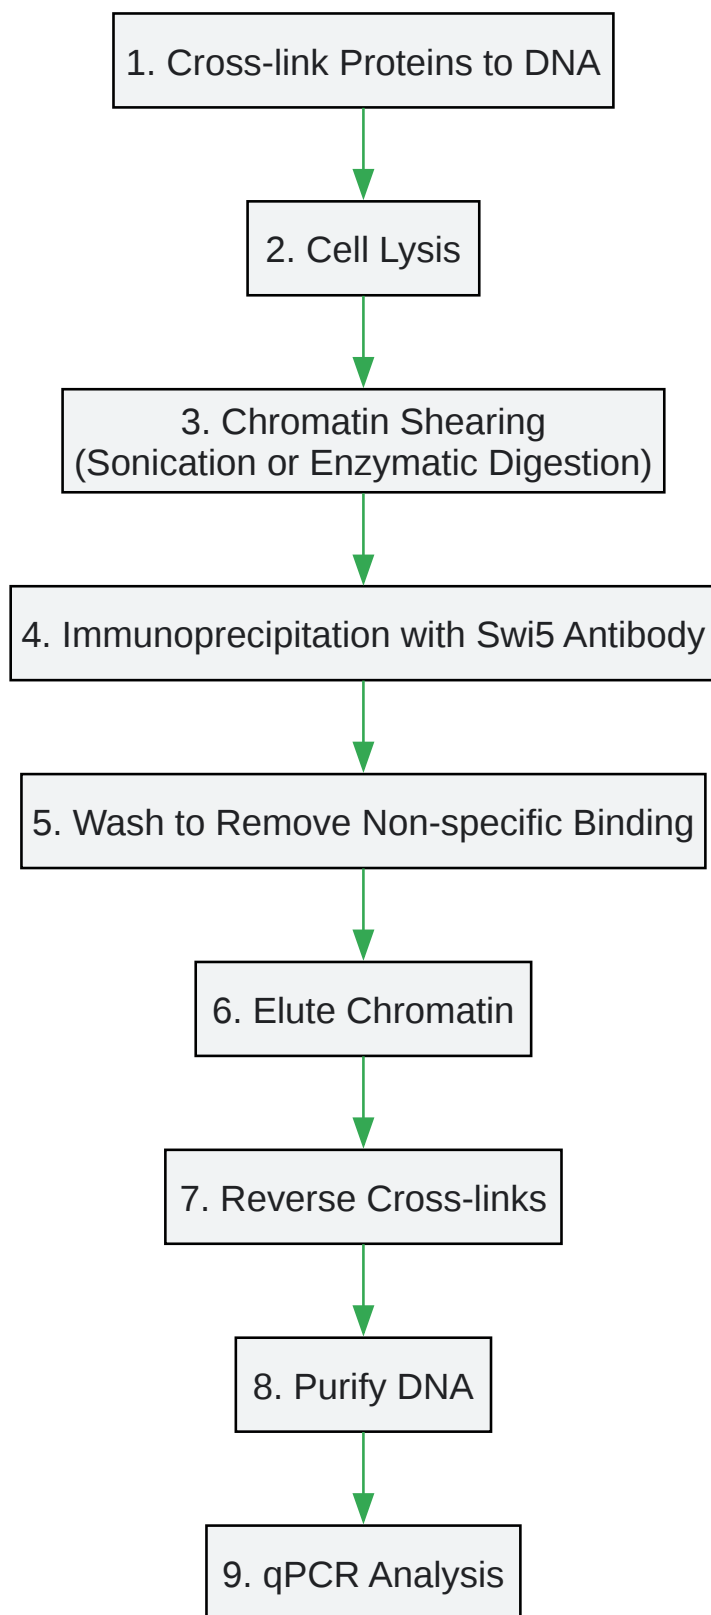 1. Cross-link Proteins to DNA
2. Cell Lysis
3. Chromatin Shearing
(Sonication or Enzymatic Digestion)
4. Immunoprecipitation with Swi5 Antibody
5. Wash to Remove Non-specific Binding
6. Elute Chromatin
7. Reverse Cross-links
8. Purify DNA
9. qPCR Analysis